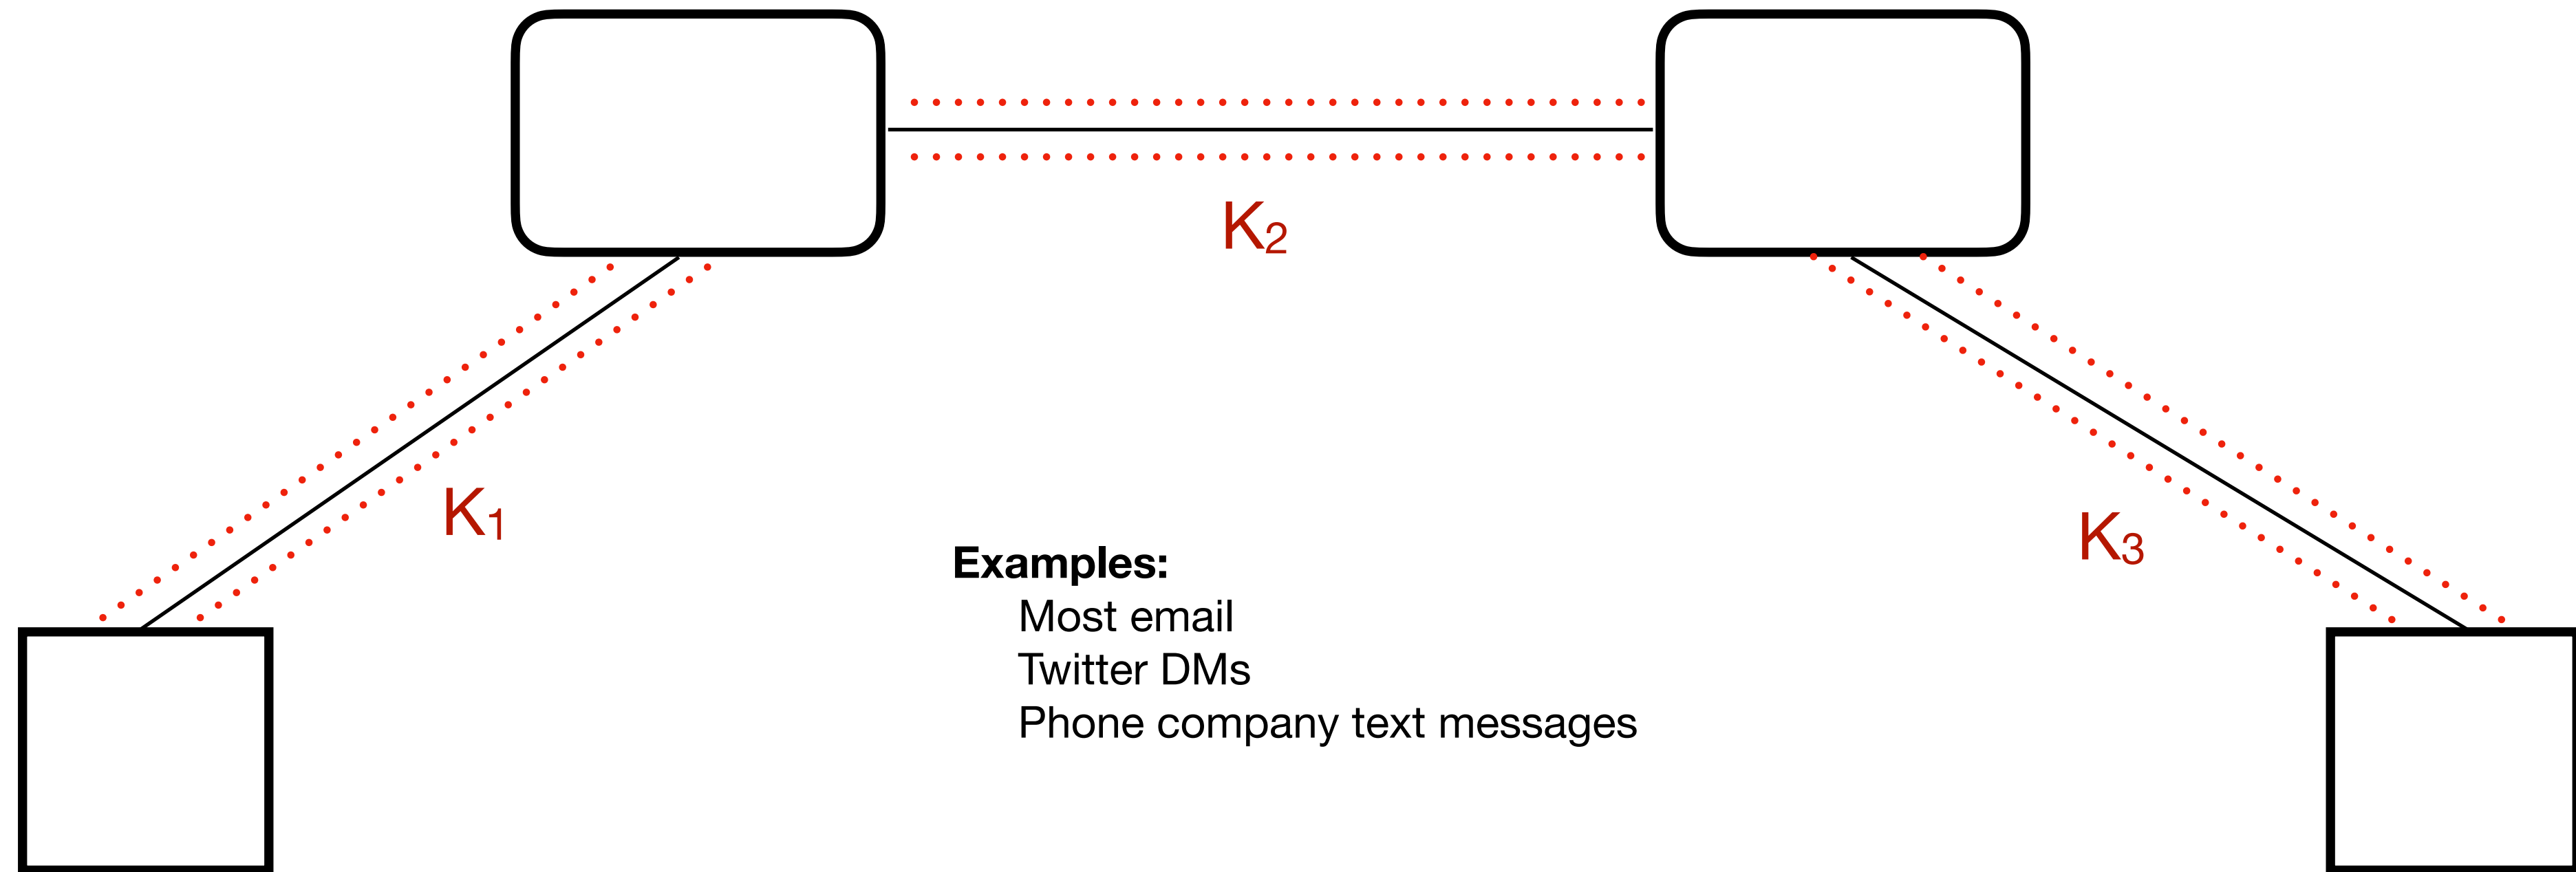 K₂
K₁
K₃
Examples:
Most email
Twitter DMs
Phone company text messages